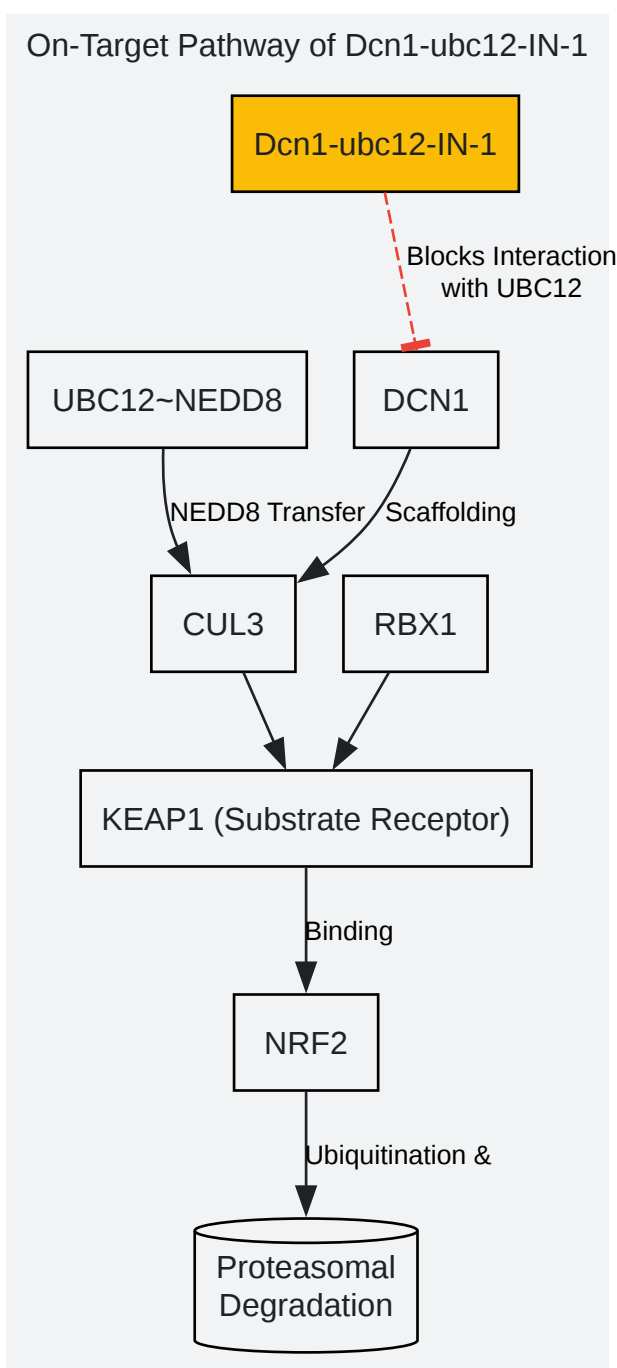 On-Target Pathway of Dcn1-ubc12-IN-1
Dcn1-ubc12-IN-1
Blocks Interaction
with UBC12
UBC12~NEDD8
DCN1
NEDD8 Transfer
Scaffolding
CUL3
RBX1
KEAP1 (Substrate Receptor)
Binding
NRF2
Ubiquitination &
Proteasomal
Degradation